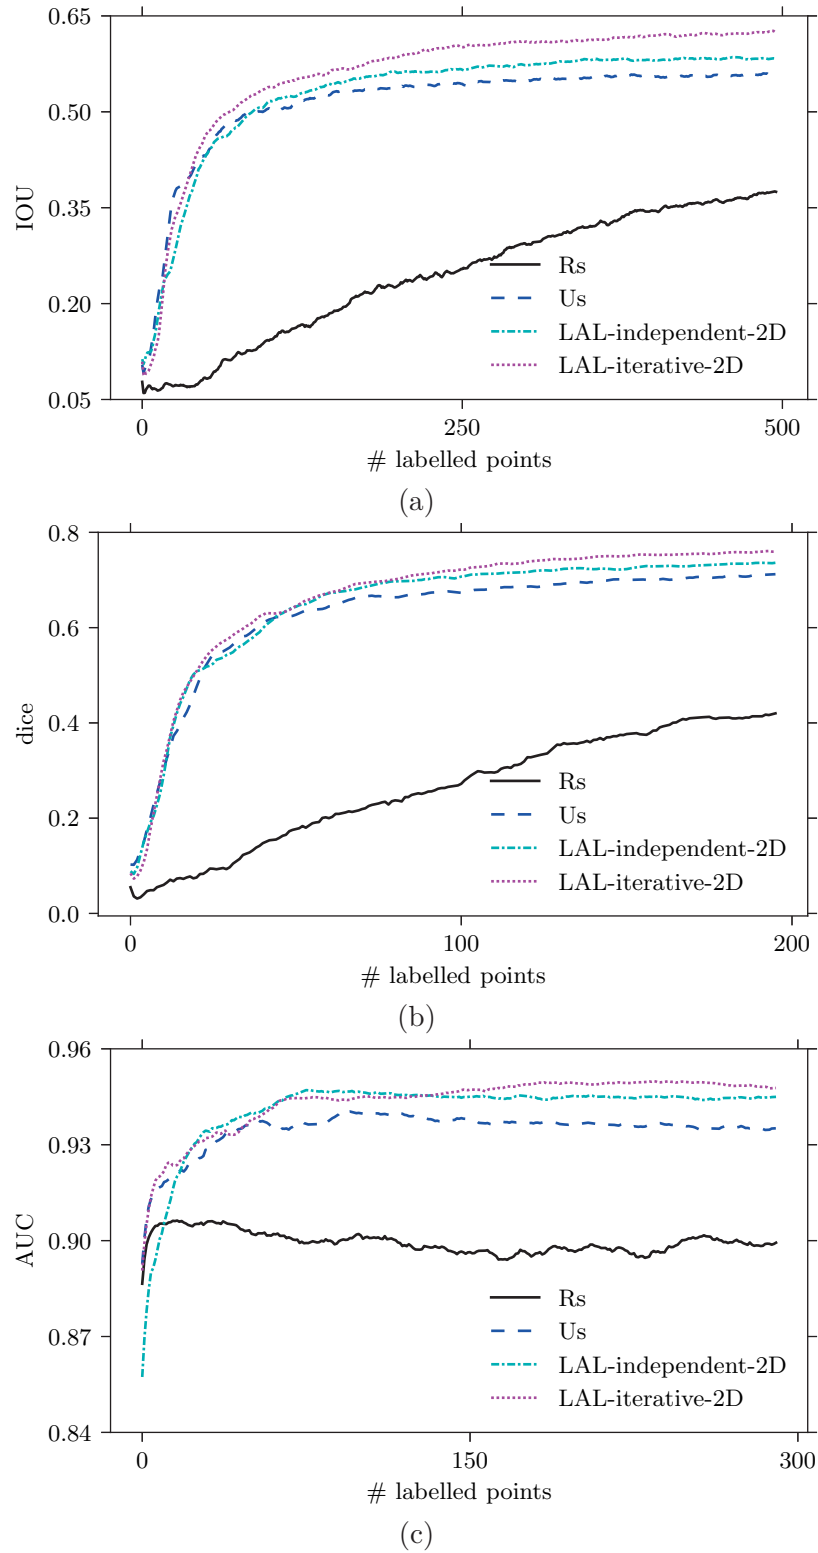 0.65
0.50
0.35
0.20
0.05
IOU
Rs
Us
LAL-independent-2D
LAL-iterative-2D
0 250 500
# labelled points
(a)
0.8
0.6
0.4
0.2
0.0
dice
Rs
Us
LAL-independent-2D
LAL-iterative-2D
0 100 200
# labelled points
(b)
0.96
0.93
0.90
0.87
0.84
AUC
Rs
Us
LAL-independent-2D
LAL-iterative-2D
0 150 300
# labelled points
(c)